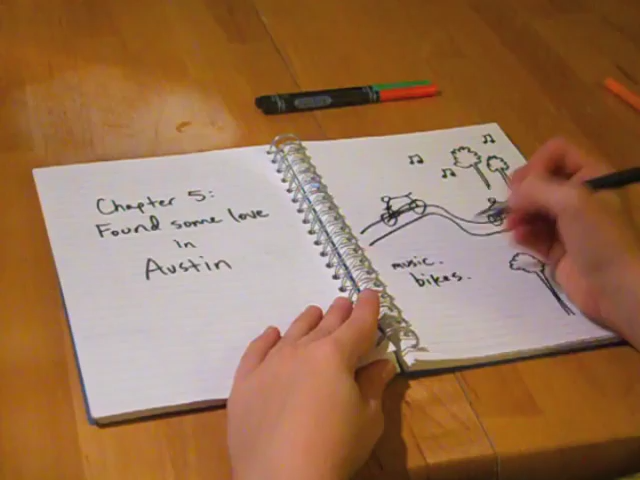 Chapter 5:
Found some love
in
Austin
music.
bikes.